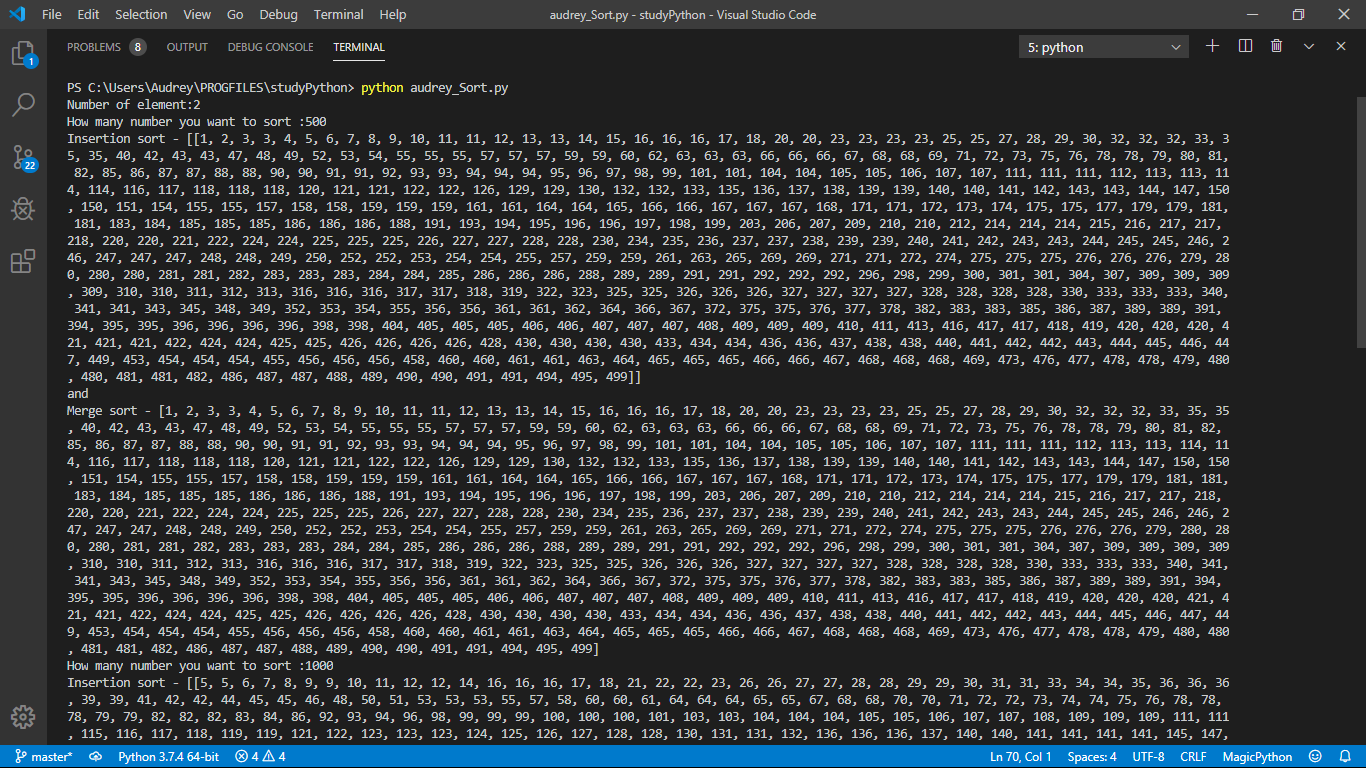 File Edit Selection View Go Debug Terminal Help
audrey_Sort.py - studyPython - Visual Studio Code
PROBLEMS 8 OUTPUT DEBUG CONSOLE TERMINAL
5: python
1
22
PS C:\Users\Audrey\PROGFILES\studyPython> python audrey_Sort.py
Number of element:2
How many number you want to sort :500
Insertion sort - [[1, 2, 3, 3, 4, 5, 6, 7, 8, 9, 10, 11, 11, 12, 13, 13, 14, 15, 16, 16, 16, 17, 18, 20, 20, 23, 23, 23, 23, 25, 25, 27, 28, 29, 30, 32, 32, 32, 33, 3
5, 35, 40, 42, 43, 43, 47, 48, 49, 52, 53, 54, 55, 55, 55, 57, 57, 57, 59, 59, 60, 62, 63, 63, 63, 66, 66, 66, 67, 68, 68, 69, 71, 72, 73, 75, 76, 78, 78, 79, 80, 81,
82, 85, 86, 87, 87, 88, 88, 90, 90, 91, 91, 92, 93, 93, 94, 94, 94, 95, 96, 97, 98, 99, 101, 101, 104, 104, 105, 105, 106, 107, 107, 111, 111, 111, 112, 113, 113, 11
4, 114, 116, 117, 118, 118, 118, 120, 121, 121, 122, 122, 126, 129, 129, 130, 132, 132, 133, 135, 136, 137, 138, 139, 139, 140, 140, 141, 142, 143, 143, 144, 147, 150
, 150, 151, 154, 155, 155, 157, 158, 158, 159, 159, 159, 161, 161, 164, 164, 165, 166, 166, 167, 167, 167, 168, 171, 171, 172, 173, 174, 175, 175, 177, 179, 179, 181,
181, 183, 184, 185, 185, 185, 186, 186, 186, 188, 191, 193, 194, 195, 196, 196, 197, 198, 199, 203, 206, 207, 209, 210, 210, 212, 214, 214, 214, 215, 216, 217, 217,
218, 220, 220, 221, 222, 224, 224, 225, 225, 225, 226, 227, 227, 228, 228, 230, 234, 235, 236, 237, 237, 238, 239, 239, 240, 241, 242, 243, 243, 244, 245, 245, 246, 2
46, 247, 247, 247, 248, 248, 249, 250, 252, 252, 253, 254, 254, 255, 257, 259, 259, 261, 263, 265, 269, 269, 271, 271, 272, 274, 275, 275, 275, 276, 276, 276, 279, 28
0, 280, 280, 281, 281, 282, 283, 283, 283, 284, 284, 285, 286, 286, 286, 288, 289, 289, 291, 291, 292, 292, 292, 296, 298, 299, 300, 301, 301, 304, 307, 309, 309, 309
, 309, 310, 310, 311, 312, 313, 316, 316, 316, 317, 317, 318, 319, 322, 323, 325, 325, 326, 326, 326, 327, 327, 327, 327, 328, 328, 328, 328, 330, 333, 333, 333, 340,
341, 341, 343, 345, 348, 349, 352, 353, 354, 355, 356, 356, 361, 361, 362, 364, 366, 367, 372, 375, 375, 376, 377, 378, 382, 383, 383, 385, 386, 387, 389, 389, 391,
394, 395, 395, 396, 396, 396, 396, 398, 398, 404, 405, 405, 405, 406, 406, 407, 407, 407, 408, 409, 409, 409, 410, 411, 413, 416, 417, 417, 418, 419, 420, 420, 420, 4
21, 421, 421, 422, 424, 424, 425, 425, 426, 426, 426, 426, 428, 430, 430, 430, 430, 433, 434, 434, 436, 436, 437, 438, 438, 440, 441, 442, 442, 443, 444, 445, 446, 44
7, 449, 453, 454, 454, 454, 455, 456, 456, 456, 458, 460, 460, 461, 461, 463, 464, 465, 465, 465, 466, 466, 467, 468, 468, 468, 469, 473, 476, 477, 478, 478, 479, 480
, 480, 481, 481, 482, 486, 487, 487, 488, 489, 490, 490, 491, 491, 494, 495, 499]]
and
Merge sort - [1, 2, 3, 3, 4, 5, 6, 7, 8, 9, 10, 11, 11, 12, 13, 13, 14, 15, 16, 16, 16, 17, 18, 20, 20, 23, 23, 23, 23, 25, 25, 27, 28, 29, 30, 32, 32, 32, 33, 35, 35
, 40, 42, 43, 43, 47, 48, 49, 52, 53, 54, 55, 55, 55, 57, 57, 57, 59, 59, 60, 62, 63, 63, 63, 66, 66, 66, 67, 68, 68, 69, 71, 72, 73, 75, 76, 78, 78, 79, 80, 81, 82,
85, 86, 87, 87, 88, 88, 90, 90, 91, 91, 92, 93, 93, 94, 94, 94, 95, 96, 97, 98, 99, 101, 101, 104, 104, 105, 105, 106, 107, 107, 111, 111, 111, 112, 113, 113, 114, 11
4, 116, 117, 118, 118, 118, 120, 121, 121, 122, 122, 126, 129, 129, 130, 132, 132, 133, 135, 136, 137, 138, 139, 139, 140, 140, 141, 142, 143, 143, 144, 147, 150, 150
, 151, 154, 155, 155, 157, 158, 158, 159, 159, 159, 161, 161, 164, 164, 165, 166, 166, 167, 167, 167, 168, 171, 171, 172, 173, 174, 175, 175, 177, 179, 179, 181, 181,
183, 184, 185, 185, 185, 186, 186, 186, 188, 191, 193, 194, 195, 196, 196, 197, 198, 199, 203, 206, 207, 209, 210, 210, 212, 214, 214, 214, 215, 216, 217, 217, 218,
220, 220, 221, 222, 224, 224, 225, 225, 225, 226, 227, 227, 228, 228, 230, 234, 235, 236, 237, 237, 238, 239, 239, 240, 241, 242, 243, 243, 244, 245, 245, 246, 246, 2
47, 247, 247, 248, 248, 249, 250, 252, 252, 253, 254, 254, 255, 257, 259, 259, 261, 263, 265, 269, 269, 271, 271, 272, 274, 275, 275, 275, 276, 276, 276, 279, 280, 28
0, 280, 281, 281, 282, 283, 283, 283, 284, 284, 285, 286, 286, 286, 288, 289, 289, 291, 291, 292, 292, 292, 296, 298, 299, 300, 301, 301, 304, 307, 309, 309, 309, 309
, 310, 310, 311, 312, 313, 316, 316, 316, 317, 317, 318, 319, 322, 323, 325, 325, 326, 326, 326, 327, 327, 327, 327, 328, 328, 328, 328, 330, 333, 333, 333, 340, 341,
341, 343, 345, 348, 349, 352, 353, 354, 355, 356, 356, 361, 361, 362, 364, 366, 367, 372, 375, 375, 376, 377, 378, 382, 383, 383, 385, 386, 387, 389, 389, 391, 394,
395, 395, 396, 396, 396, 396, 398, 398, 404, 405, 405, 405, 406, 406, 407, 407, 407, 408, 409, 409, 409, 410, 411, 413, 416, 417, 417, 418, 419, 420, 420, 420, 421, 4
21, 421, 422, 424, 424, 425, 425, 426, 426, 426, 426, 428, 430, 430, 430, 430, 433, 434, 434, 436, 436, 437, 438, 438, 440, 441, 442, 442, 443, 444, 445, 446, 447, 44
9, 453, 454, 454, 454, 455, 456, 456, 456, 458, 460, 460, 461, 461, 463, 464, 465, 465, 465, 466, 466, 467, 468, 468, 468, 469, 473, 476, 477, 478, 478, 479, 480, 480
, 481, 481, 482, 486, 487, 487, 488, 489, 490, 490, 491, 491, 494, 495, 499]
How many number you want to sort :1000
Insertion sort - [[5, 5, 6, 7, 8, 9, 9, 10, 11, 12, 12, 14, 16, 16, 16, 17, 18, 21, 22, 22, 23, 26, 26, 27, 27, 28, 28, 29, 29, 30, 31, 31, 33, 34, 34, 35, 36, 36, 36
, 39, 39, 41, 42, 42, 44, 45, 45, 46, 48, 50, 51, 53, 53, 53, 55, 57, 58, 60, 60, 61, 64, 64, 64, 65, 65, 67, 68, 68, 70, 70, 71, 72, 72, 73, 74, 74, 75, 76, 78, 78,
78, 79, 79, 82, 82, 82, 83, 84, 86, 92, 93, 94, 96, 98, 99, 99, 99, 100, 100, 100, 101, 103, 103, 104, 104, 104, 105, 105, 106, 107, 107, 108, 109, 109, 109, 111, 111
, 115, 116, 117, 118, 119, 119, 121, 122, 123, 123, 123, 124, 125, 126, 127, 128, 128, 130, 131, 131, 132, 136, 136, 136, 137, 140, 140, 141, 141, 141, 141, 145, 147,
master* Python 3.7.4 64-bit 4 4 Ln 70, Col 1 Spaces: 4 UTF-8 CRLF MagicPython